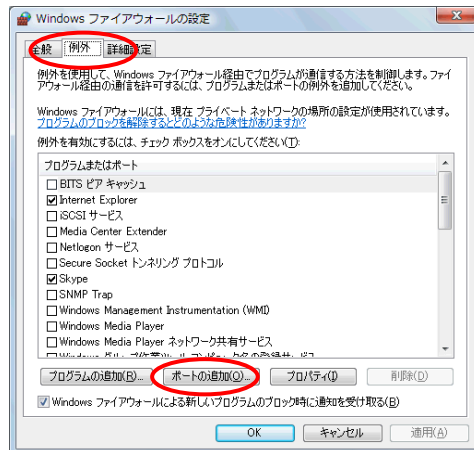 Windows ファイアウォールの設定
全般 例外 詳細設定
例外を使用して、Windows ファイアウォール経由でプログラムが通信する方法を制御します。ファイ
アウォール経由の通信を許可するには、プログラムまたはポートの例外を追加してください。
Windows ファイアウォールには、現在 プライベート ネットワークの場所の設定が使用されています。
プログラムのブロックを解除するとどのような危険性がありますか?
例外を有効にするには、チェック ボックスをオンにしてください(T):
プログラムまたはポート
BITS ピア キャッシュ
Internet Explorer
iSCSI サービス
Media Center Extender
Netlogon サービス
Secure Socket トンネリング プロトコル
Skype
SNMP Trap
Windows Management Instrumentation (WMI)
Windows Media Player
Windows Media Player ネットワーク共有サービス
プログラムの追加(R)... ポートの追加(O)... プロパティ(I) 削除(D)
Windows ファイアウォールによる新しいプログラムのブロック時に通知を受け取る(B)
OK キャンセル 適用(A)